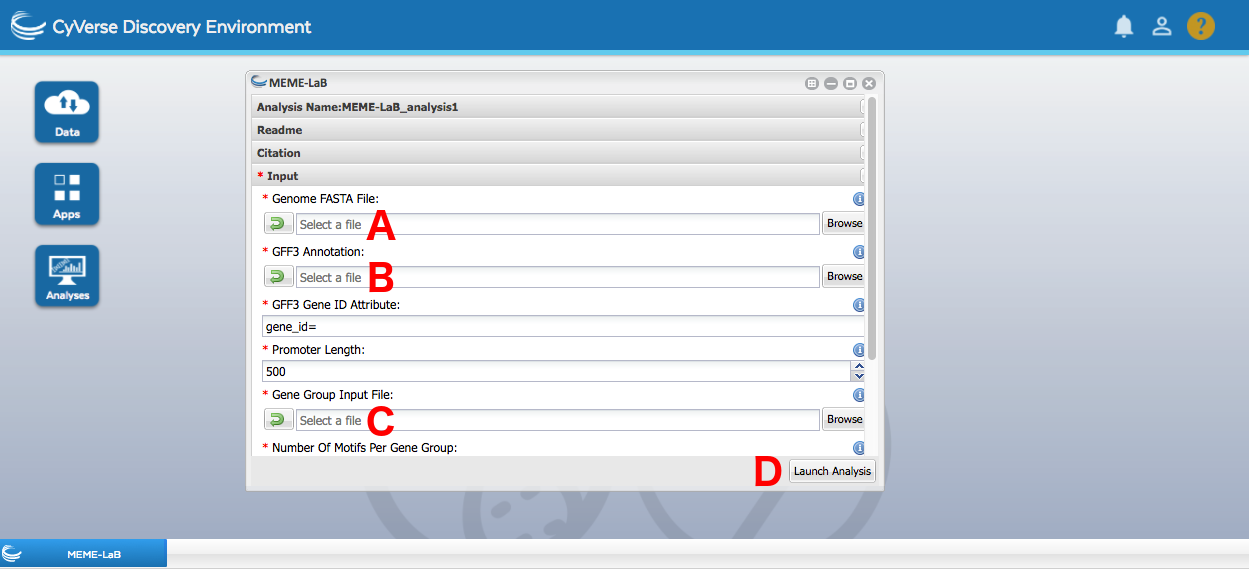 CyVerse Discovery Environment
?
Data
Apps
Analyses
MEME-LaB
Analysis Name:MEME-LaB_analysis1
Readme
Citation
* Input
* Genome FASTA File:
Select a file A Browse
* GFF3 Annotation:
Select a file B Browse
* GFF3 Gene ID Attribute:
gene_id=
* Promoter Length:
500
* Gene Group Input File:
Select a file C Browse
* Number Of Motifs Per Gene Group:
D Launch Analysis
MEME-LaB